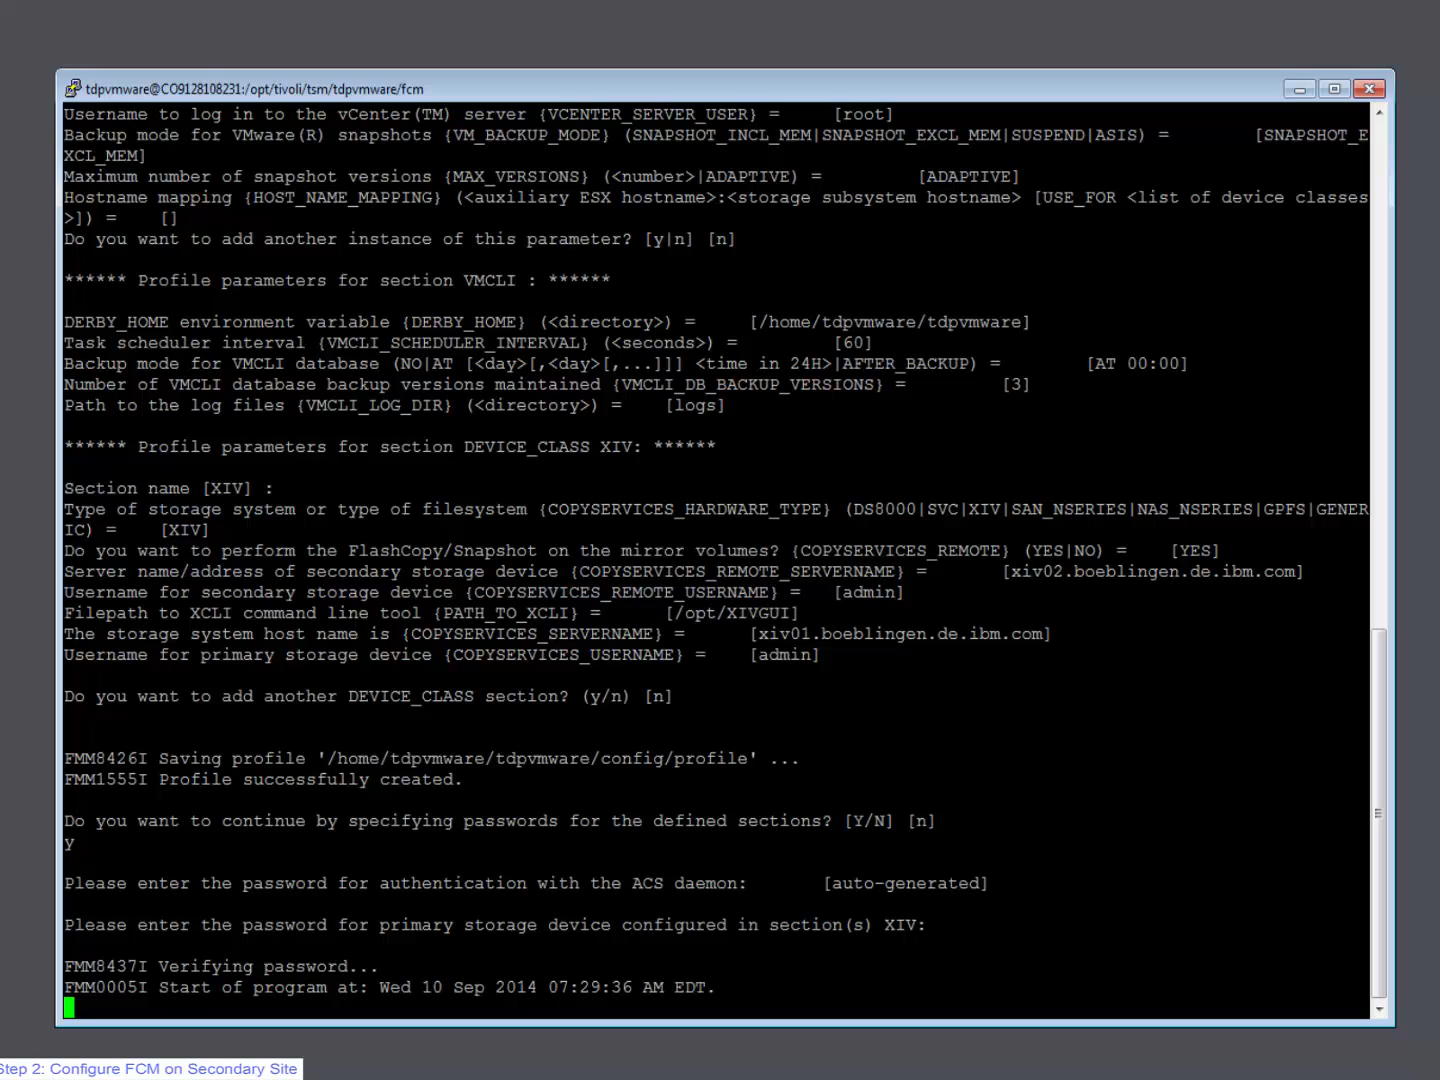 tdpvmware@CO9128108231:/opt/tivoli/tsm/tdpvmware/fcm
Username to log in to the vCenter(TM) server {VCENTER_SERVER_USER} = [root]
Backup mode for VMware(R) snapshots {VM_BACKUP_MODE} (SNAPSHOT_INCL_MEM|SNAPSHOT_EXCL_MEM|SUSPEND|ASIS) = [SNAPSHOT_E
XCL_MEM]
Maximum number of snapshot versions {MAX_VERSIONS} (<number>|ADAPTIVE) = [ADAPTIVE]
Hostname mapping {HOST_NAME_MAPPING} (<auxiliary ESX hostname>:<storage subsystem hostname> [USE_FOR <list of device classes
>]) = []
Do you want to add another instance of this parameter? [y|n] [n]
****** Profile parameters for section VMCLI : ******
DERBY_HOME environment variable {DERBY_HOME} (<directory>) = [/home/tdpvmware/tdpvmware]
Task scheduler interval {VMCLI_SCHEDULER_INTERVAL} (<seconds>) = [60]
Backup mode for VMCLI database (NO|AT [<day>[,<day>[,...]]] <time in 24H>|AFTER_BACKUP) = [AT 00:00]
Number of VMCLI database backup versions maintained {VMCLI_DB_BACKUP_VERSIONS} = [3]
Path to the log files {VMCLI_LOG_DIR} (<directory>) = [logs]
****** Profile parameters for section DEVICE_CLASS XIV: ******
Section name [XIV] :
Type of storage system or type of filesystem {COPYSERVICES_HARDWARE_TYPE} (DS8000|SVC|XIV|SAN_NSERIES|NAS_NSERIES|GPFS|GENER
IC) = [XIV]
Do you want to perform the FlashCopy/Snapshot on the mirror volumes? {COPYSERVICES_REMOTE} (YES|NO) = [YES]
Server name/address of secondary storage device {COPYSERVICES_REMOTE_SERVERNAME} = [xiv02.boeblingen.de.ibm.com]
Username for secondary storage device {COPYSERVICES_REMOTE_USERNAME} = [admin]
Filepath to XCLI command line tool {PATH_TO_XCLI} = [/opt/XIVGUI]
The storage system host name is {COPYSERVICES_SERVERNAME} = [xiv01.boeblingen.de.ibm.com]
Username for primary storage device {COPYSERVICES_USERNAME} = [admin]
Do you want to add another DEVICE_CLASS section? (y/n) [n]
FMM8426I Saving profile '/home/tdpvmware/tdpvmware/config/profile' ...
FMM1555I Profile successfully created.
Do you want to continue by specifying passwords for the defined sections? [Y/N] [n]
y
Please enter the password for authentication with the ACS daemon: [auto-generated]
Please enter the password for primary storage device configured in section(s) XIV:
FMM8437I Verifying password...
FMM0005I Start of program at: Wed 10 Sep 2014 07:29:36 AM EDT.
Step 2: Configure FCM on Secondary Site